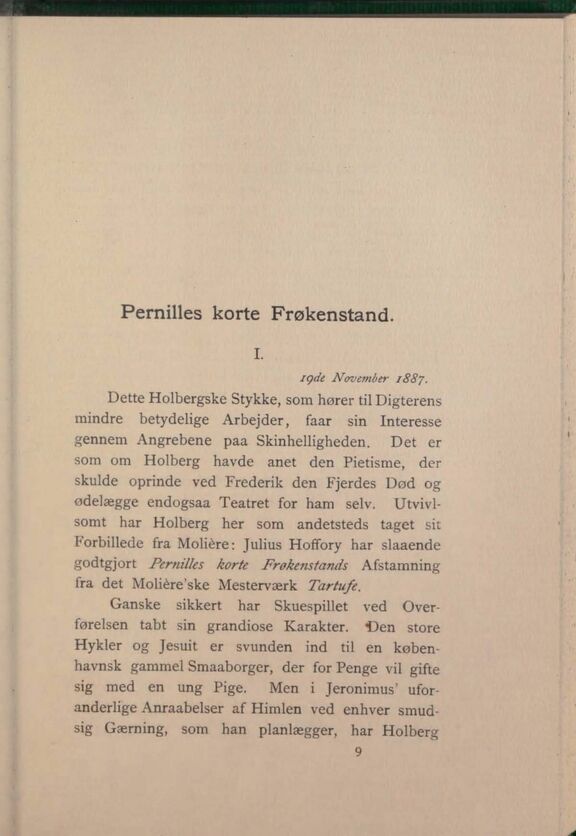 Pernilles korte Frøkenstand.
I.
19de November 1887.
Dette Holbergske Stykke, som hører til Digterens
mindre betydelige Arbejder, faar sin Interesse
gennem Angrebene paa Skinhelligheden. Det er
som om Holberg havde anet den Pietisme, der
skulde oprinde ved Frederik den Fjerdes Død og
ødelægge endogsaa Teatret for ham selv. Utvivl-
somt har Holberg her som andetsteds taget sit
Forbillede fra Molière: Julius Hoffory har slaaende
godtgjort Pernilles korte Frøkenstands Afstamning
fra det Molière'ske Mesterværk Tartufe.
Ganske sikkert har Skuespillet ved Over-
førelsen tabt sin grandiose Karakter. Den store
Hykler og Jesuit er svunden ind til en køben-
havnsk gammel Smaaborger, der for Penge vil gifte
sig med en ung Pige. Men i Jeronimus' ufor-
anderlige Anraabelser af Himlen ved enhver smud-
sig Gærning, som han planlægger, har Holberg
9